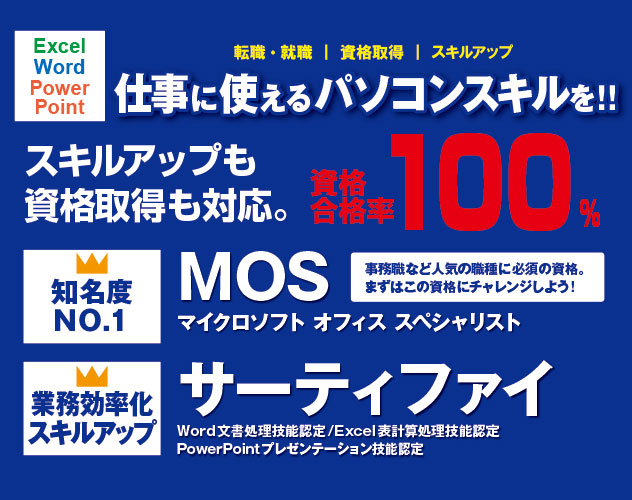 Excel
Word
Power
Point
転職・就職 | 資格取得 | スキルアップ
仕事に使えるパソコンスキルを!!
スキルアップも
資格取得も対応。
資格
合格率
100%
知名度
NO.1
MOS
事務職など人気の職種に必須の資格。
まずはこの資格にチャレンジしよう!
マイクロソフト オフィス スペシャリスト
業務効率化
スキルアップ
サーティファイ
Word文書処理技能認定/Excel表計算処理技能認定
PowerPointプレゼンテーション技能認定